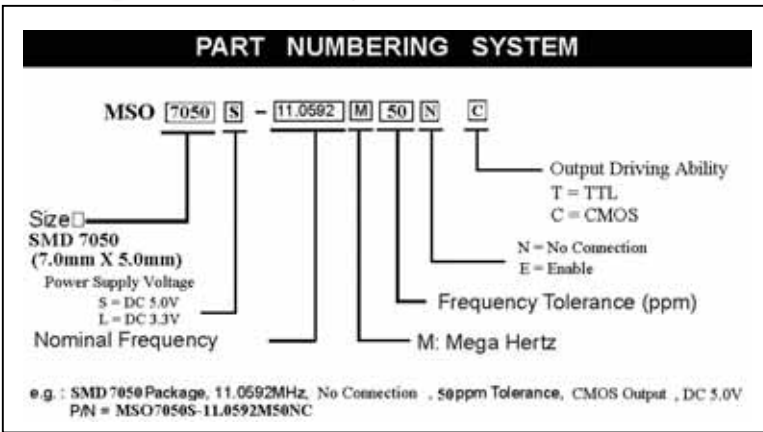 PART NUMBERING SYSTEM
MSO 7050 S - 11.0592 M 50 N C
Output Driving Ability
T = TTL
C = CMOS
Size□
SMD 7050
(7.0mm X 5.0mm)
N = No Connection
E = Enable
Power Supply Voltage
S = DC 5.0V
L = DC 3.3V
Frequency Tolerance (ppm)
Nominal Frequency
M: Mega Hertz
e.g. : SMD 7050 Package, 11.0592MHz, No Connection , 50ppm Tolerance, CMOS Output , DC 5.0V
P/N = MSO7050S-11.0592M50NC